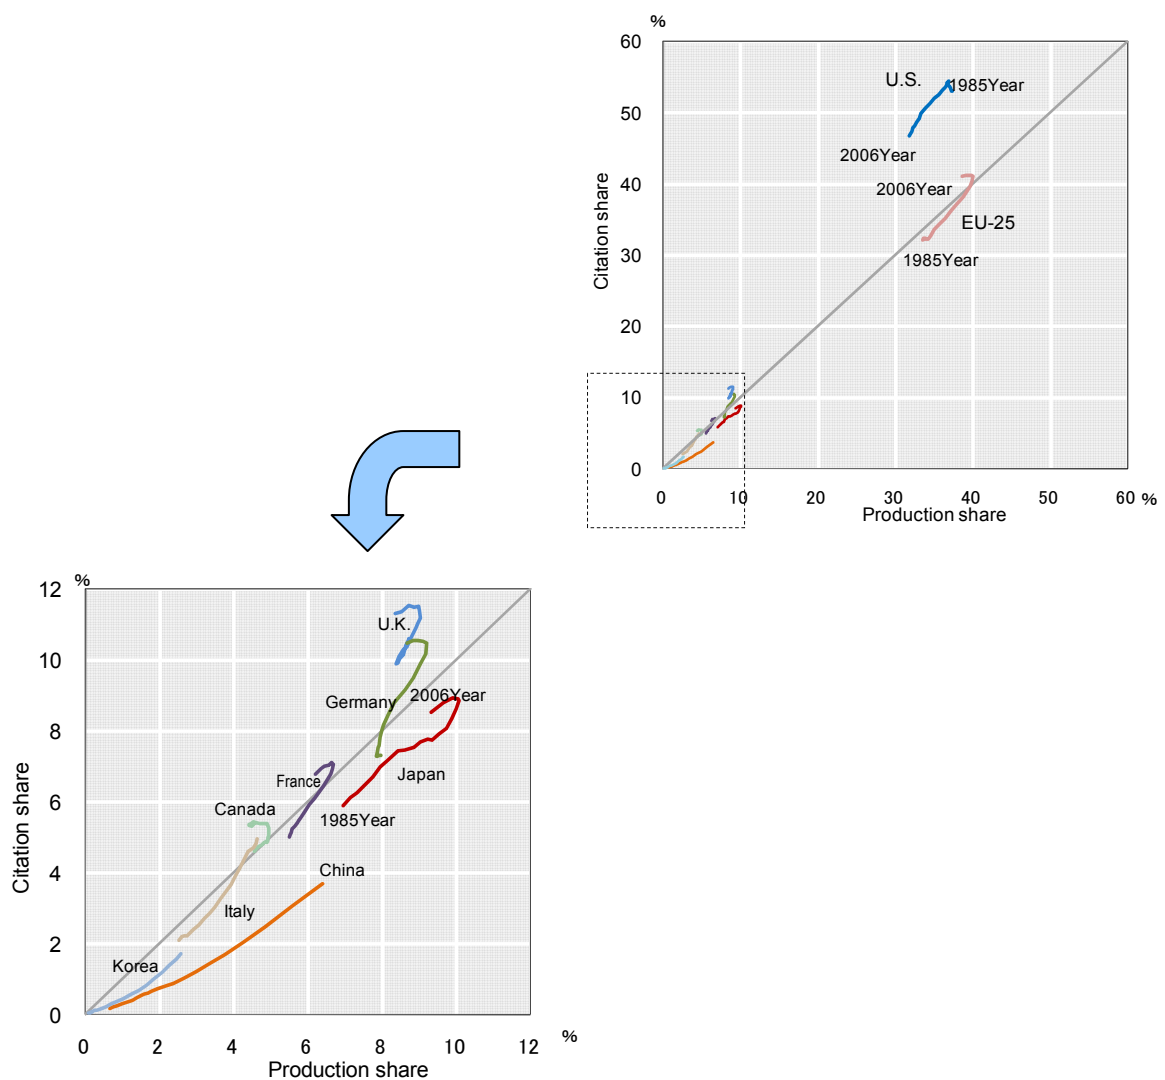 %
60
50
40
30
20
10
0
Citation share
U.S.
1985Year
2006Year
2006Year
EU-25
1985Year
0 10 20 30 40 50 60 %
Production share
%
12
10
8
6
4
2
0
Citation share
U.K.
Germany
2006Year
Japan
France
Canada
1985Year
China
Italy
Korea
0 2 4 6 8 10 12 %
Production share